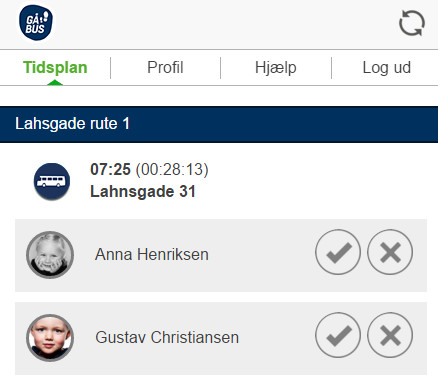 GÅ!
BUS
Tidsplan Profil Hjælp Log ud
Lahsgade rute 1
07:25 (00:28:13)
Lahnsgade 31
Anna Henriksen
Gustav Christiansen